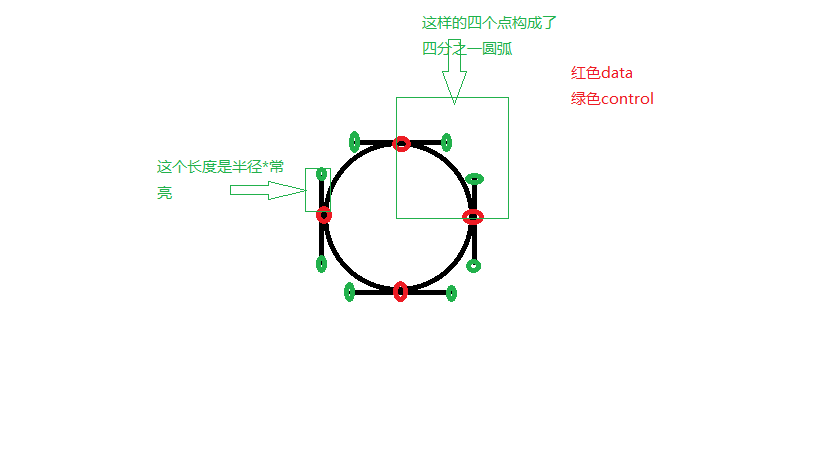 这样的四个点构成了
四分之一圆弧
红色data
绿色control
这个长度是半径*常
亮